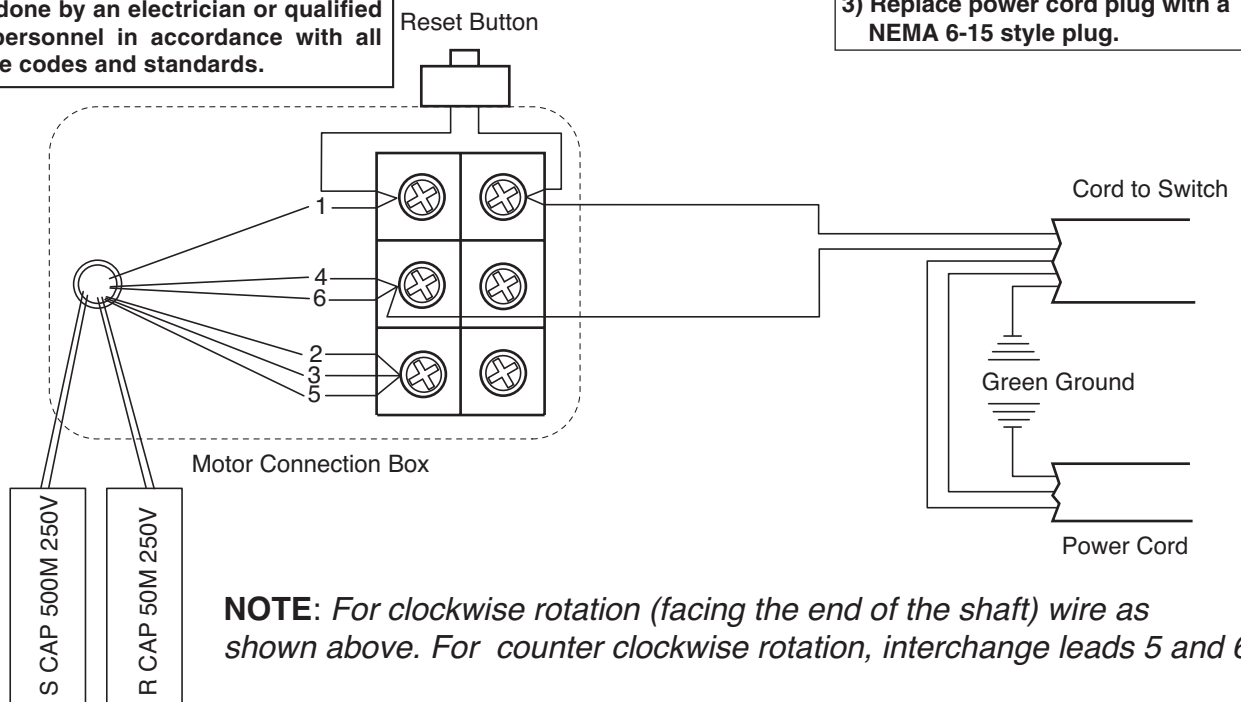 done by an electrician or qualified
personnel in accordance with all
codes and standards.
Reset Button
3) Replace power cord plug with a
NEMA 6-15 style plug.
Cord to Switch
1
4
6
2
3
5
Green Ground
Motor Connection Box
Power Cord
S CAP 500M 250V
R CAP 50M 250V
NOTE: For clockwise rotation (facing the end of the shaft) wire as
shown above. For counter clockwise rotation, interchange leads 5 and 6